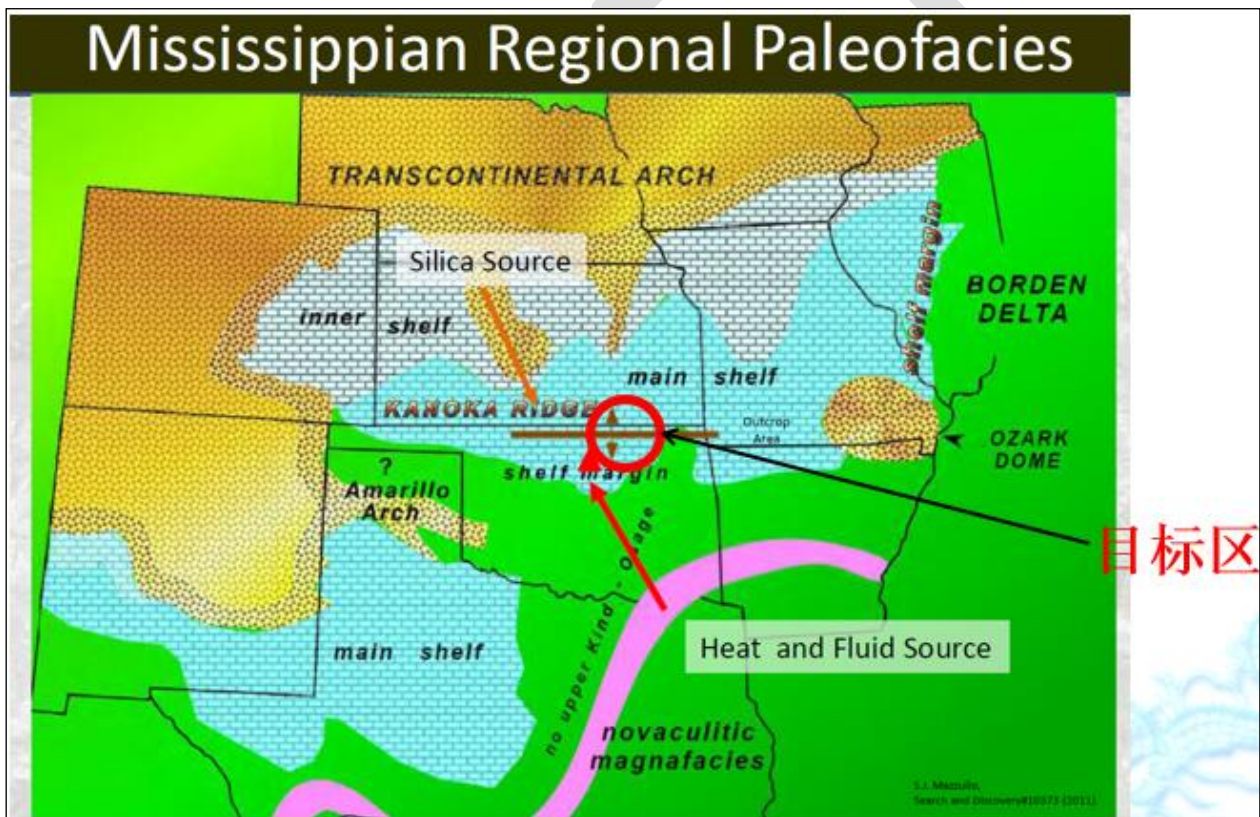 Mississippian Regional Paleofacies
TRANSCONTINENTAL ARCH
Silica Source
inner shelf
shelf margin
BORDEN
DELTA
main shelf
KANOKA RIDGE
Outcrop
Area
OZARK
DOME
shelf margin
?
Amarillo
Arch
目标区
no upper Kind - Osage
main shelf
Heat and Fluid Source
novaculitic
magnafacies
S.J. Mazzullo,
Search and Discovery#10373 (2011)